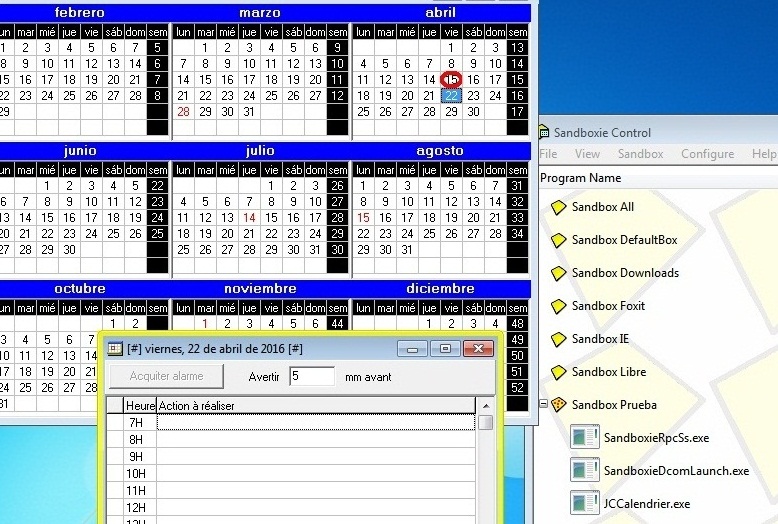 febrero marzo abril
lun mar mié jue vie sáb dom sem lun mar mié jue vie sáb dom sem lun mar mié jue vie sáb dom sem
1 2 3 4 5 6 7 5 1 2 3 4 5 6 9 1 2 3 13
8 9 10 11 12 13 14 6 7 8 9 10 11 12 13 10 4 5 6 7 8 9 10 14
15 16 17 18 19 20 21 7 14 15 16 17 18 19 20 11 11 12 13 14 15 16 17 15
22 23 24 25 26 27 28 8 21 22 23 24 25 26 27 12 18 19 20 21 22 23 24 16
29 28 29 30 31 25 26 27 28 29 30 17
junio julio agosto
lun mar mié jue vie sáb dom sem lun mar mié jue vie sáb dom sem lun mar mié jue vie sáb dom sem
1 2 3 4 5 22 1 2 3 26 1 2 3 4 5 6 7 31
6 7 8 9 10 11 12 23 4 5 6 7 8 9 10 27 8 9 10 11 12 13 14 32
13 14 15 16 17 18 19 24 11 12 13 14 15 16 17 28 15 16 17 18 19 20 21 33
20 21 22 23 24 25 26 25 18 19 20 21 22 23 24 29 22 23 24 25 26 27 28 34
27 28 29 30 25 26 27 28 29 30 31 30 29 30 31
octubre noviembre diciembre
lun mar mié jue vie sáb dom sem lun mar mié jue vie sáb dom sem lun mar mié jue vie sáb dom sem
1 2 1 2 3 4 5 6 44 1 2 3 4 48
3 4 5 6 7 49
10 11 12 13 14 50
17 18 19 20 21 51
24 25 26 27 28 52
31
[#] viernes, 22 de abril de 2016 [#]
Acquiter alarme Avertir 5 mm avant
Heure Action à réaliser
7H
8H
9H
10H
11H
12H
Sandboxie Control
File View Sandbox Configure Help
Program Name
Sandbox All
Sandbox DefaultBox
Sandbox Downloads
Sandbox Foxit
Sandbox IE
Sandbox Libre
Sandbox Prueba
SandboxieRpcSs.exe
SandboxieDcomLaunch.exe
JCCalendrier.exe